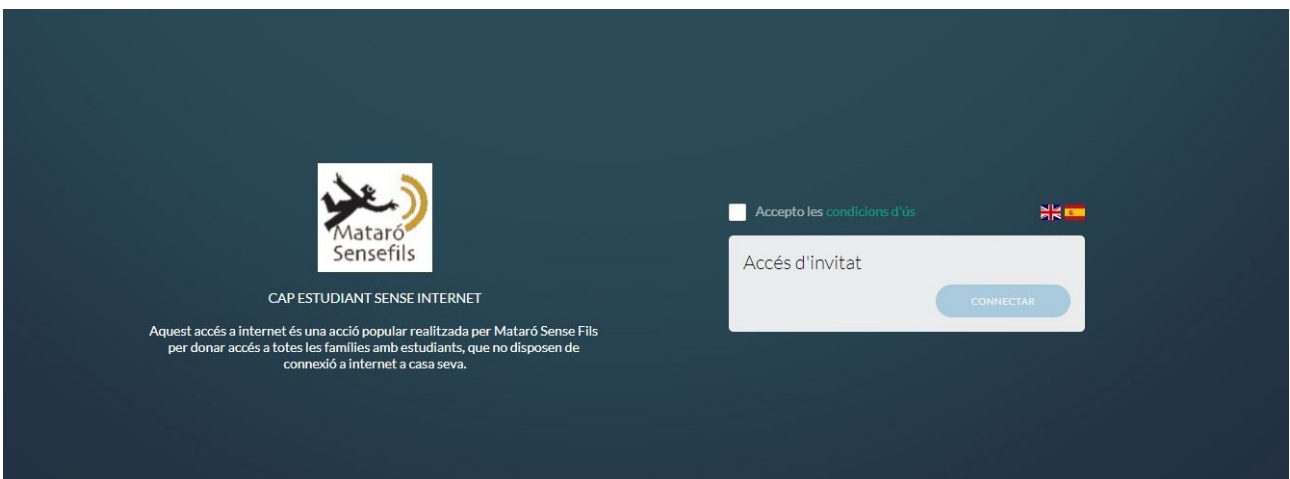 Mataró
Sensefils
CAP ESTUDIANT SENSE INTERNET
Aquest accés a internet és una acció popular realitzada per Mataró Sense Fils
per donar accés a totes les famílies amb estudiants, que no disposen de
connexió a internet a casa seva.
Accepto les condicions d'ús
Accés d'invitat
CONNECTAR